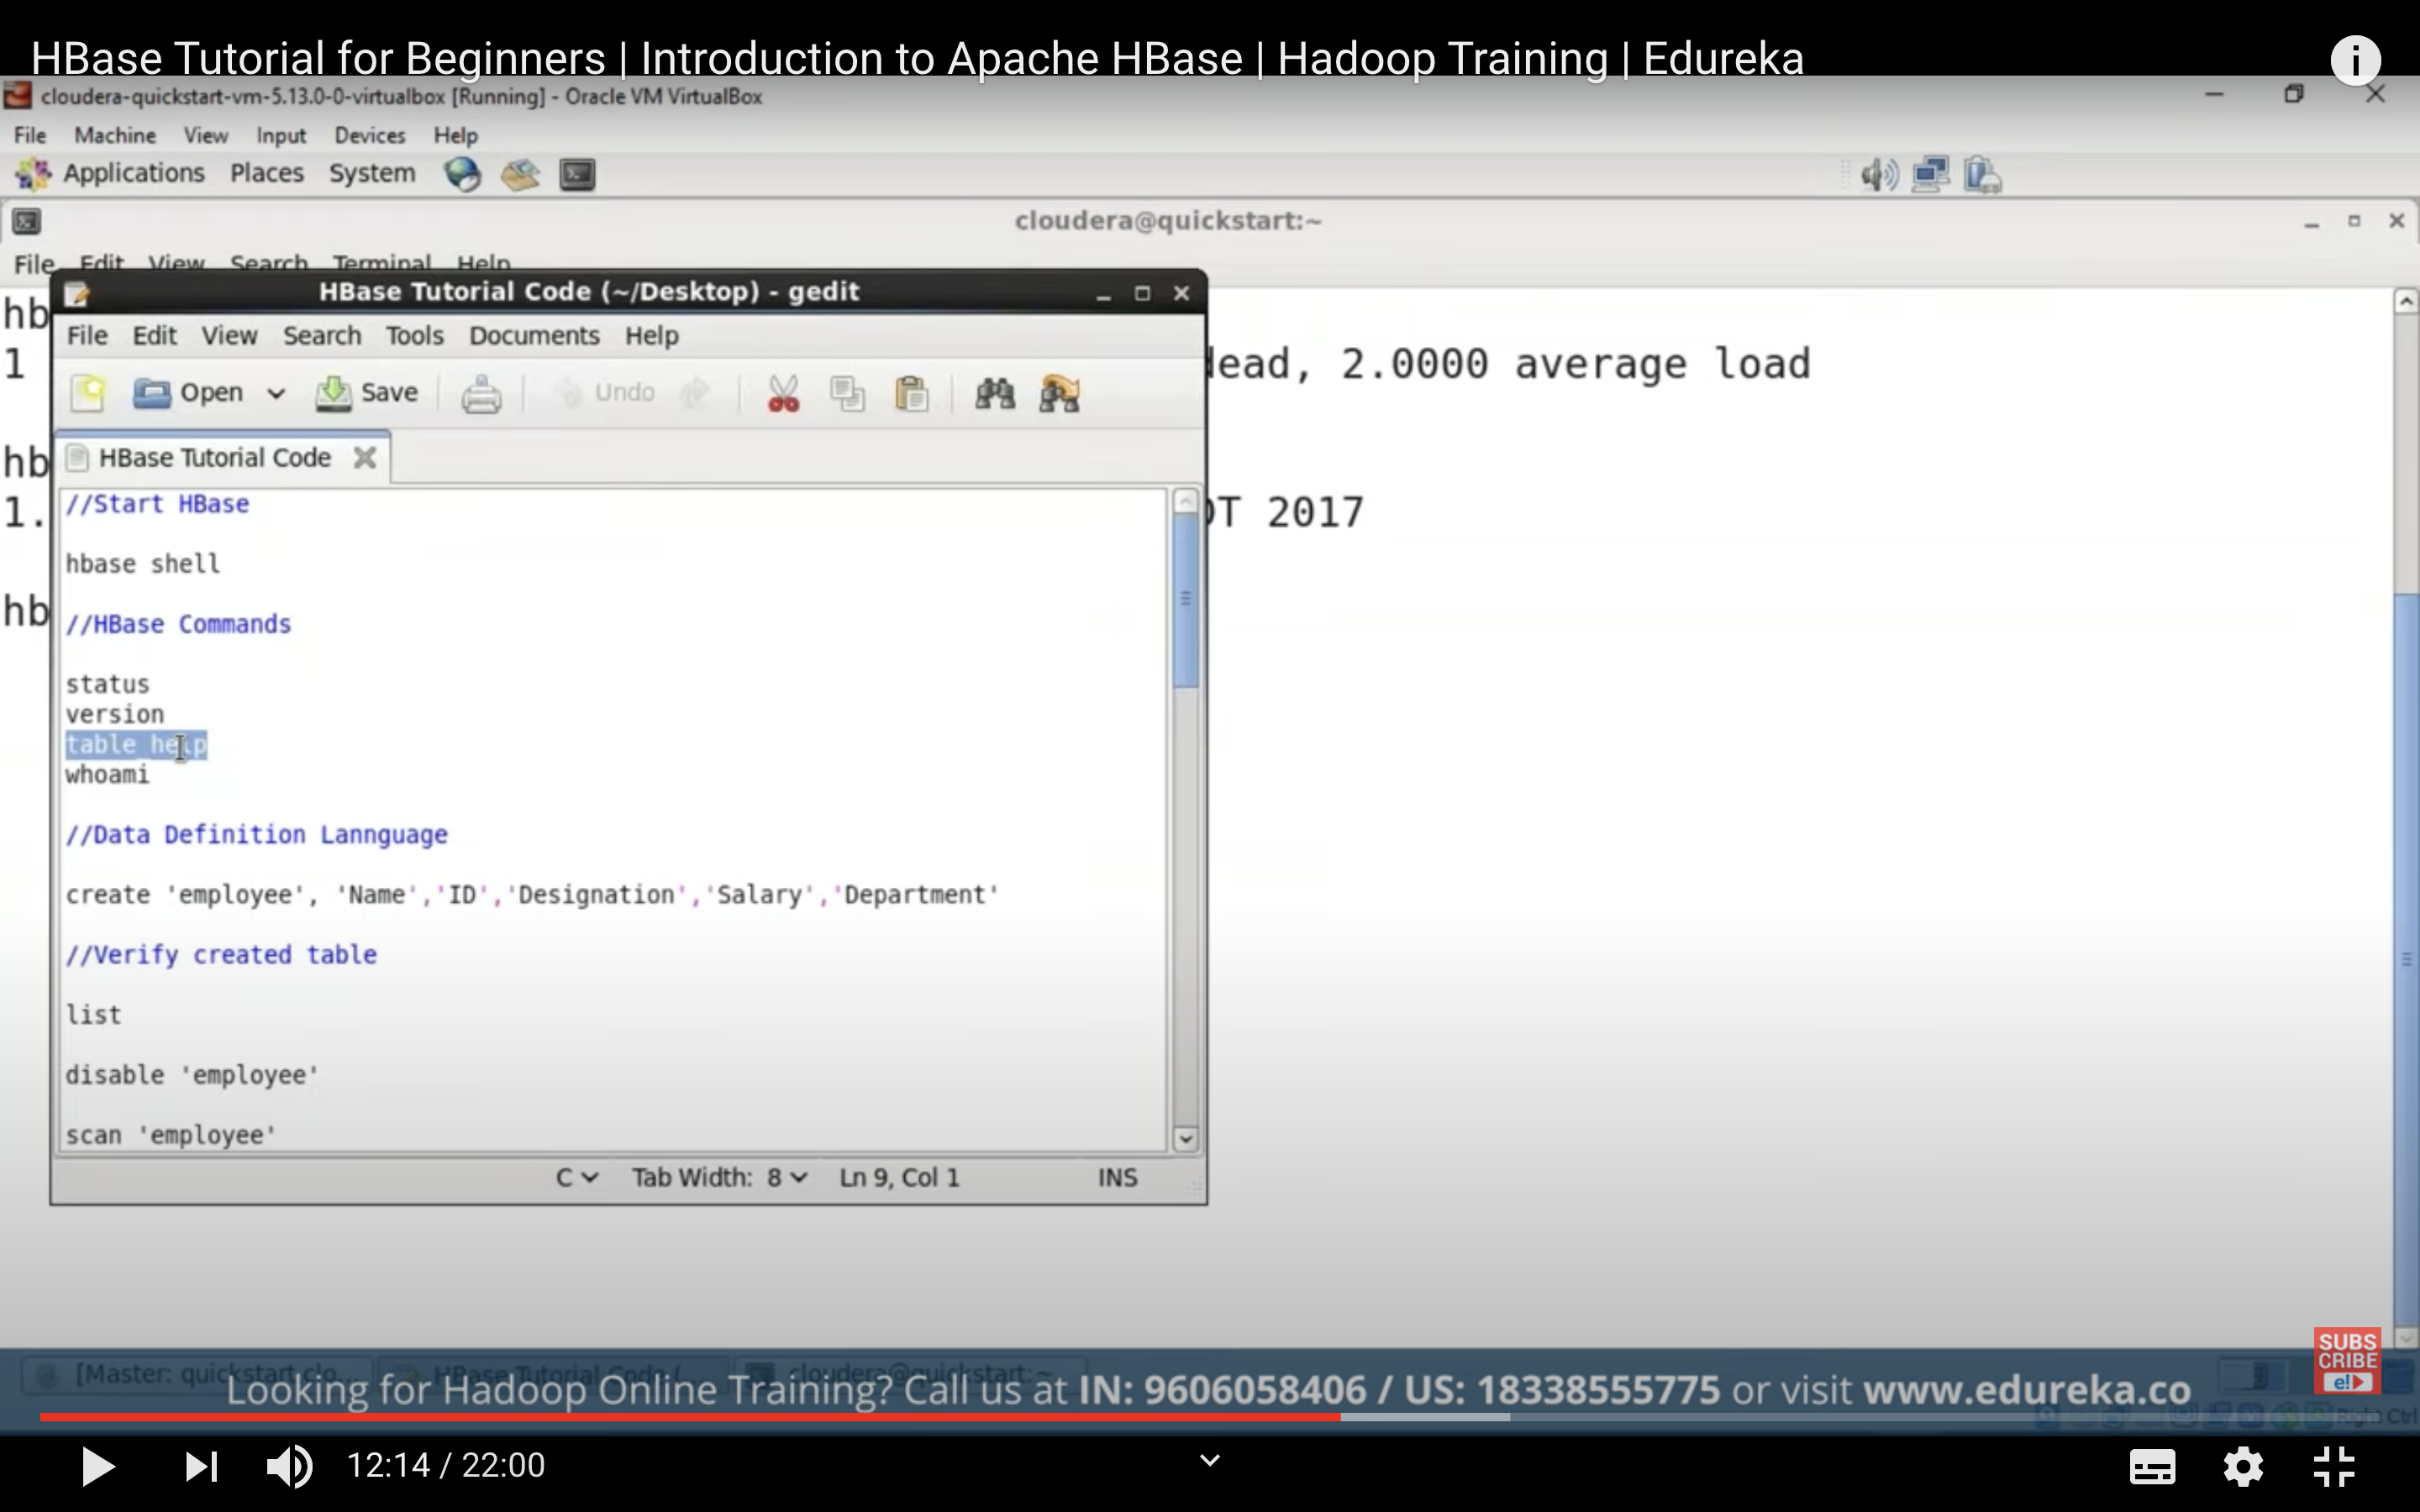 HBase Tutorial for Beginners | Introduction to Apache HBase | Hadoop Training | Edureka
cloudera-quickstart-vm-5.13.0-0-virtualbox [Running] - Oracle VM VirtualBox
File Machine View Input Devices Help
Applications Places System
cloudera@quickstart:~
File Edit View Search Terminal Help
HBase Tutorial Code (~/Desktop) - gedit
hb
File Edit View Search Tools Documents Help
1 dead, 2.0000 average load
Open Save Undo
hb
HBase Tutorial Code
1. DT 2017
//Start HBase
hbase shell
hb
//HBase Commands
status
version
table_help
whoami
//Data Definition Lannguage
create 'employee', 'Name','ID','Designation','Salary','Department'
//Verify created table
list
disable 'employee'
scan 'employee'
C Tab Width: 8 Ln 9, Col 1 INS
SUBS
CRIBE
e!
[Master: quickstart.clo... HBase Tutorial Code (... cloudera@quickstart:~
Looking for Hadoop Online Training? Call us at IN: 9606058406 / US: 18338555775 or visit www.edureka.co
Right Ctrl
12:14 / 22:00